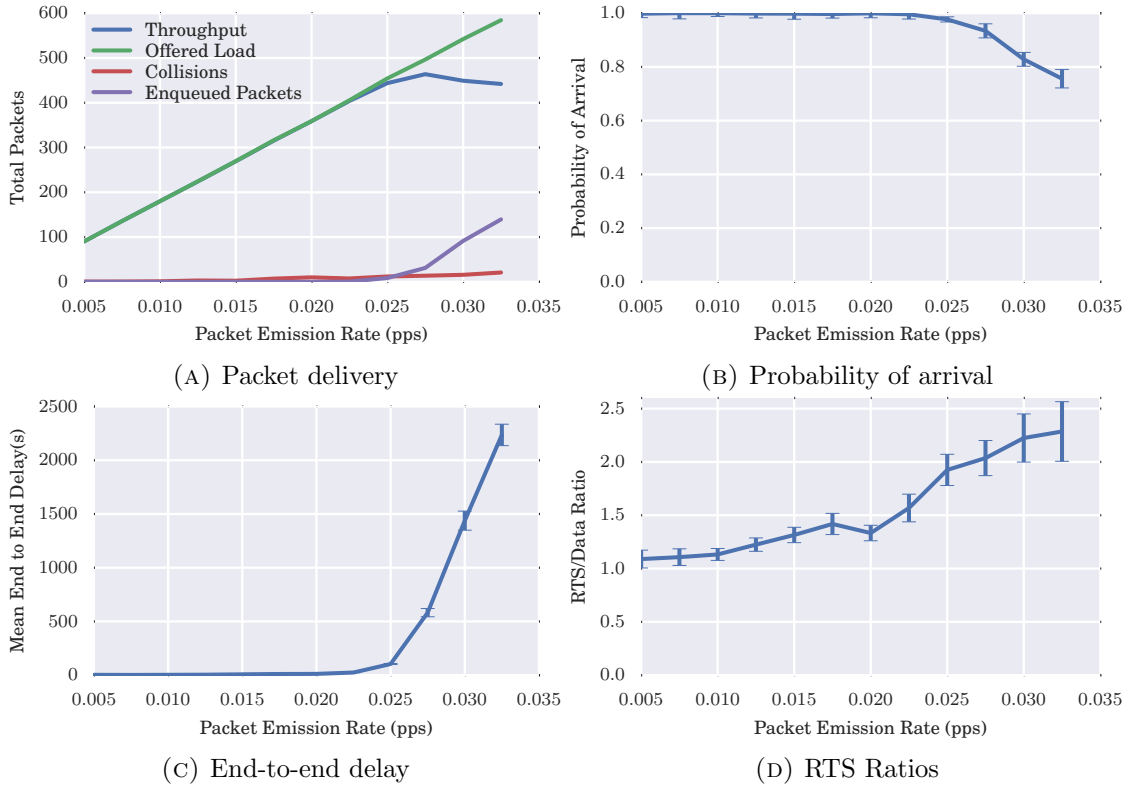 Throughput
Offered Load
Collisions
Enqueued Packets
Total Packets
700
600
500
400
300
200
100
0
0.005 0.010 0.015 0.020 0.025 0.030 0.035
Packet Emission Rate (pps)
(A) Packet delivery
Probability of Arrival
1.0
0.8
0.6
0.4
0.2
0.0
0.005 0.010 0.015 0.020 0.025 0.030 0.035
Packet Emission Rate (pps)
(B) Probability of arrival
Mean End to End Delay(s)
2500
2000
1500
1000
500
0
0.005 0.010 0.015 0.020 0.025 0.030 0.035
Packet Emission Rate (pps)
(C) End-to-end delay
RTS/Data Ratio
2.5
2.0
1.5
1.0
0.5
0.0
0.005 0.010 0.015 0.020 0.025 0.030 0.035
Packet Emission Rate (pps)
(D) RTS Ratios